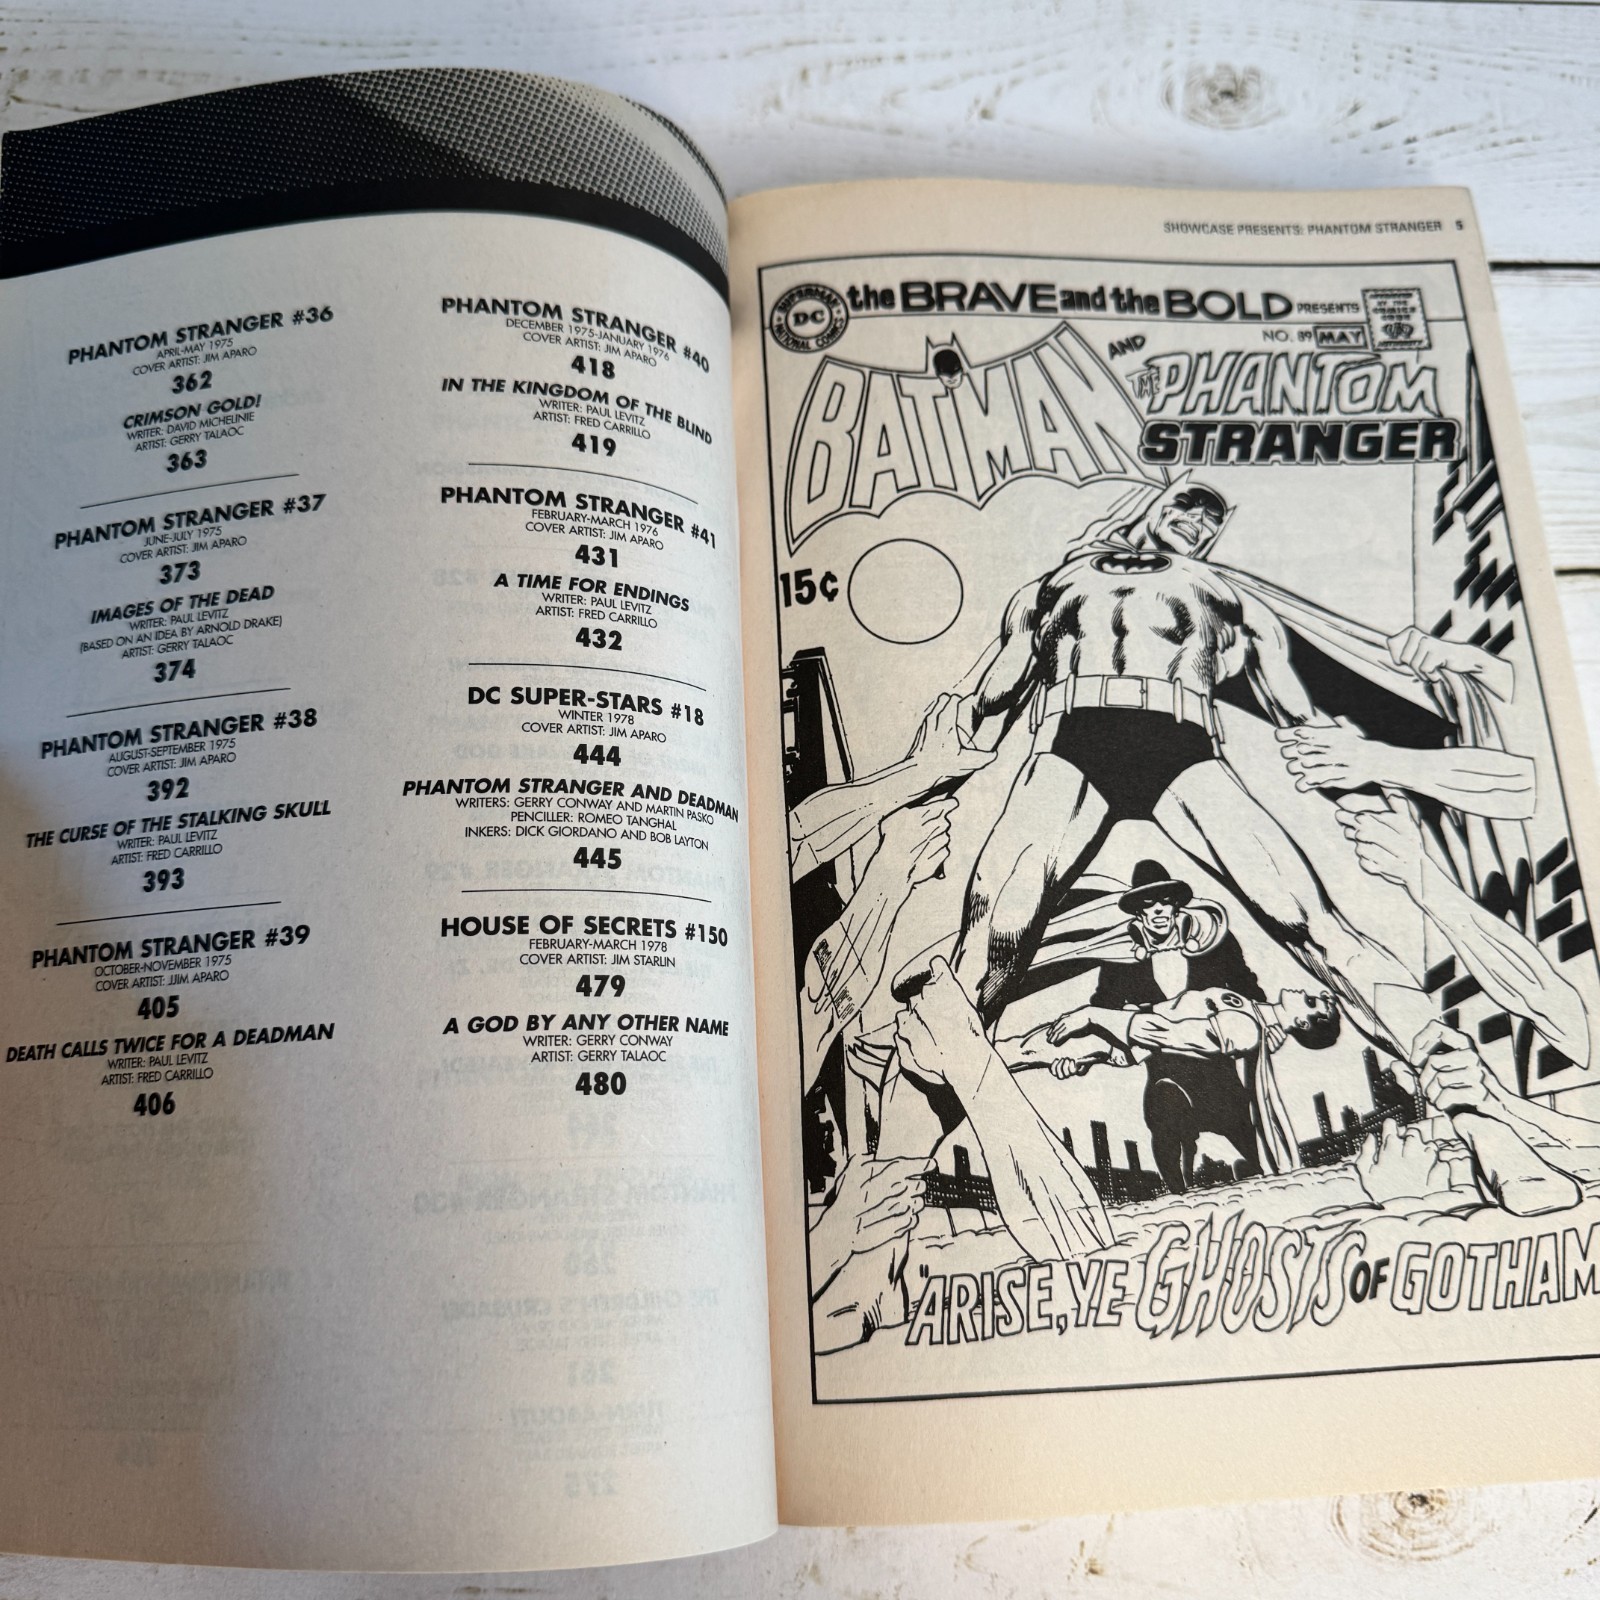 PHANTOM STRANGER #36
APRIL-MAY 1975
COVER ARTIST: JIM APARO
362
CRIMSON GOLD!
WRITER: DAVID MICHELINIE
ARTIST: GERRY TALAOC
363
PHANTOM STRANGER #37
JUNE-JULY 1975
COVER ARTIST: JIM APARO
373
IMAGES OF THE DEAD
WRITER: PAUL LEVITZ
(BASED ON AN IDEA BY ARNOLD DRAKE)
ARTIST: GERRY TALAOC
374
PHANTOM STRANGER #38
AUGUST-SEPTEMBER 1975
COVER ARTIST: JIM APARO
392
THE CURSE OF THE STALKING SKULL
WRITER: PAUL LEVITZ
ARTIST: FRED CARRILLO
393
PHANTOM STRANGER #39
OCTOBER-NOVEMBER 1975
COVER ARTIST: JJIM APARO
405
DEATH CALLS TWICE FOR A DEADMAN
WRITER: PAUL LEVITZ
ARTIST: FRED CARRILLO
406
PHANTOM STRANGER #40
DECEMBER 1975-JANUARY 1976
COVER ARTIST: JIM APARO
418
IN THE KINGDOM OF THE BLIND
WRITER: PAUL LEVITZ
ARTIST: FRED CARRILLO
419
PHANTOM STRANGER #41
FEBRUARY-MARCH 1976
COVER ARTIST: JIM APARO
431
A TIME FOR ENDINGS
WRITER: PAUL LEVITZ
ARTIST: FRED CARRILLO
432
DC SUPER-STARS #18
WINTER 1978
COVER ARTIST: JIM APARO
444
PHANTOM STRANGER AND DEADMAN
WRITERS: GERRY CONWAY AND MARTIN PASKO
PENCILLER: ROMEO TANGHAL
INKERS: DICK GIORDANO AND BOB LAYTON
445
HOUSE OF SECRETS #150
FEBRUARY-MARCH 1978
COVER ARTIST: JIM STARLIN
479
A GOD BY ANY OTHER NAME
WRITER: GERRY CONWAY
ARTIST: GERRY TALAOC
480
SHOWCASE PRESENTS: PHANTOM STRANGER 5
SUPERMAN DC NATIONAL COMICS
the BRAVE and the BOLD PRESENTS
APPROVED BY THE COMICS CODE
NO. 89 MAY
BATMAN
AND
THE PHANTOM
STRANGER
15¢
"ARISE, YE GHOSTS OF GOTHAM